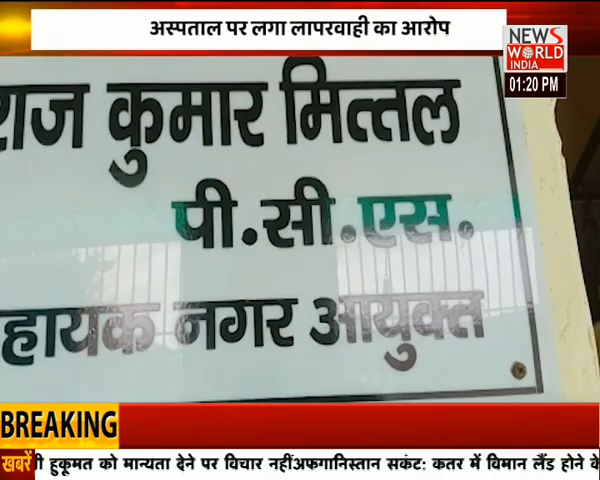 अस्पताल पर लगा लापरवाही का आरोप
NEWS
WORLD
INDIA
01:20 PM
राज कुमार मित्तल
पी.सी.एस.
हायक नगर आयुक्त
BREAKING
खबरें ी हुकूमत को मान्यता देने पर विचार नहीं अफगानिस्तान सकंट: कतर में विमान लैंड होने के